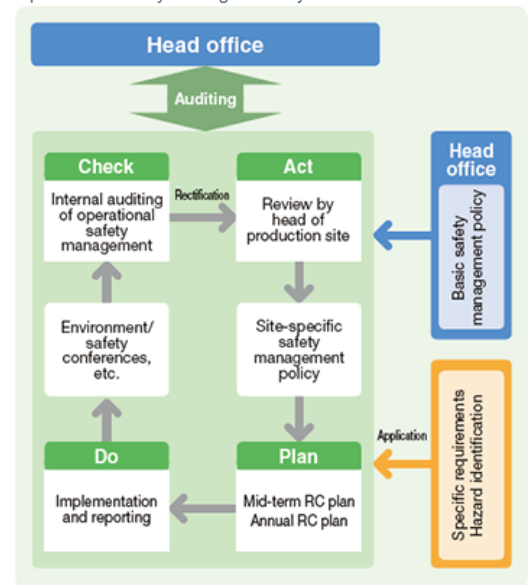 Head office
Auditing
Check
Internal auditing
of operational
safety
management
Rectification
Act
Review by
head of
production site
Head
office
Basic safety
management policy
Environment/
safety
conferences,
etc.
Site-specific
safety
management
policy
Do
Implementation
and reporting
Plan
Mid-term RC plan
Annual RC plan
Application
Specific requirements
Hazard identification